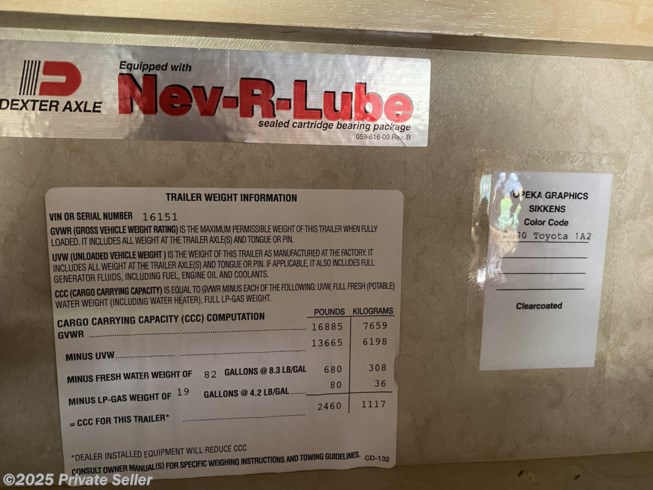 Equipped with
DEXTER AXLE
Nev-R-Lube
sealed cartridge bearing package
059-616-00 Rev. B
TRAILER WEIGHT INFORMATION
VIN OR SERIAL NUMBER 16151
GVWR (GROSS VEHICLE WEIGHT RATING) IS THE MAXIMUM PERMISSIBLE WEIGHT OF THIS TRAILER WHEN FULLY
LOADED. IT INCLUDES ALL WEIGHT AT THE TRAILER AXLE(S) AND TONGUE OR PIN.
UVW (UNLOADED VEHICLE WEIGHT) IS THE WEIGHT OF THIS TRAILER AS MANUFACTURED AT THE FACTORY. IT
INCLUDES ALL WEIGHT AT THE TRAILER AXLE(S) AND TONGUE OR PIN. IF APPLICABLE, IT ALSO INCLUDES FULL
GENERATOR FLUIDS, INCLUDING FUEL, ENGINE OIL AND COOLANTS.
CCC (CARGO CARRYING CAPACITY) IS EQUAL TO GVWR MINUS EACH OF THE FOLLOWING: UVW, FULL FRESH (POTABLE)
WATER WEIGHT (INCLUDING WATER HEATER), FULL LP-GAS WEIGHT.
CARGO CARRYING CAPACITY (CCC) COMPUTATION POUNDS KILOGRAMS
GVWR 16885 7659
MINUS UVW 13665 6198
MINUS FRESH WATER WEIGHT OF 82 GALLONS @ 8.3 LB/GAL 680 308
MINUS LP-GAS WEIGHT OF 19 GALLONS @ 4.2 LB/GAL 80 36
= CCC FOR THIS TRAILER* 2460 1117
*DEALER INSTALLED EQUIPMENT WILL REDUCE CCC
CONSULT OWNER MANUAL(S) FOR SPECIFIC WEIGHING INSTRUCTIONS AND TOWING GUIDELINES. CD-132
OPEKA GRAPHICS
SIKKENS
Color Code
10 Toyota 1A2
Clearcoated
©2025 Private Seller